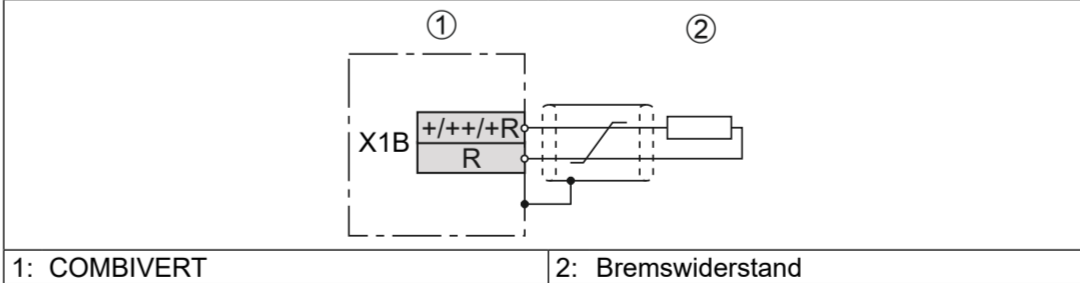 ① ②
X1B
+/++/+R
R
1: COMBIVERT 2: Bremswiderstand